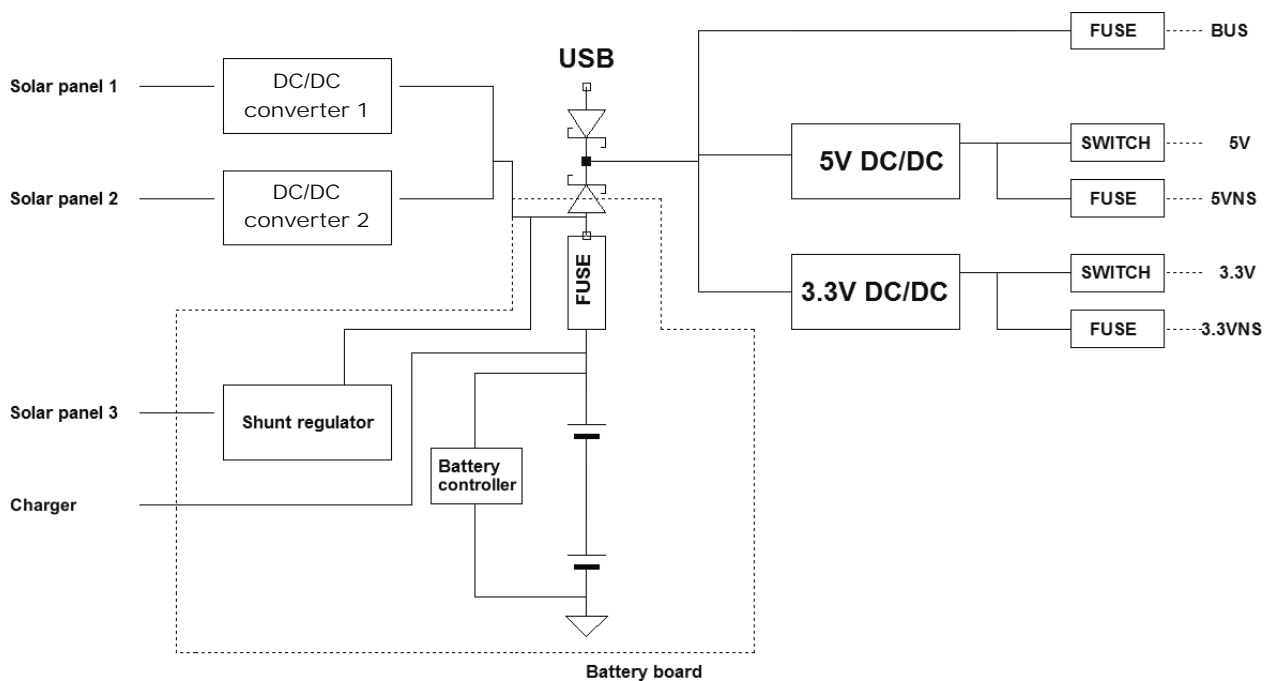 FUSE
BUS
USB
Solar panel 1
DC/DC
converter 1
5V DC/DC
SWITCH
5V
Solar panel 2
DC/DC
converter 2
FUSE
5VNS
FUSE
3.3V DC/DC
SWITCH
3.3V
FUSE
3.3VNS
Solar panel 3
Shunt regulator
Battery
controller
Charger
Battery board